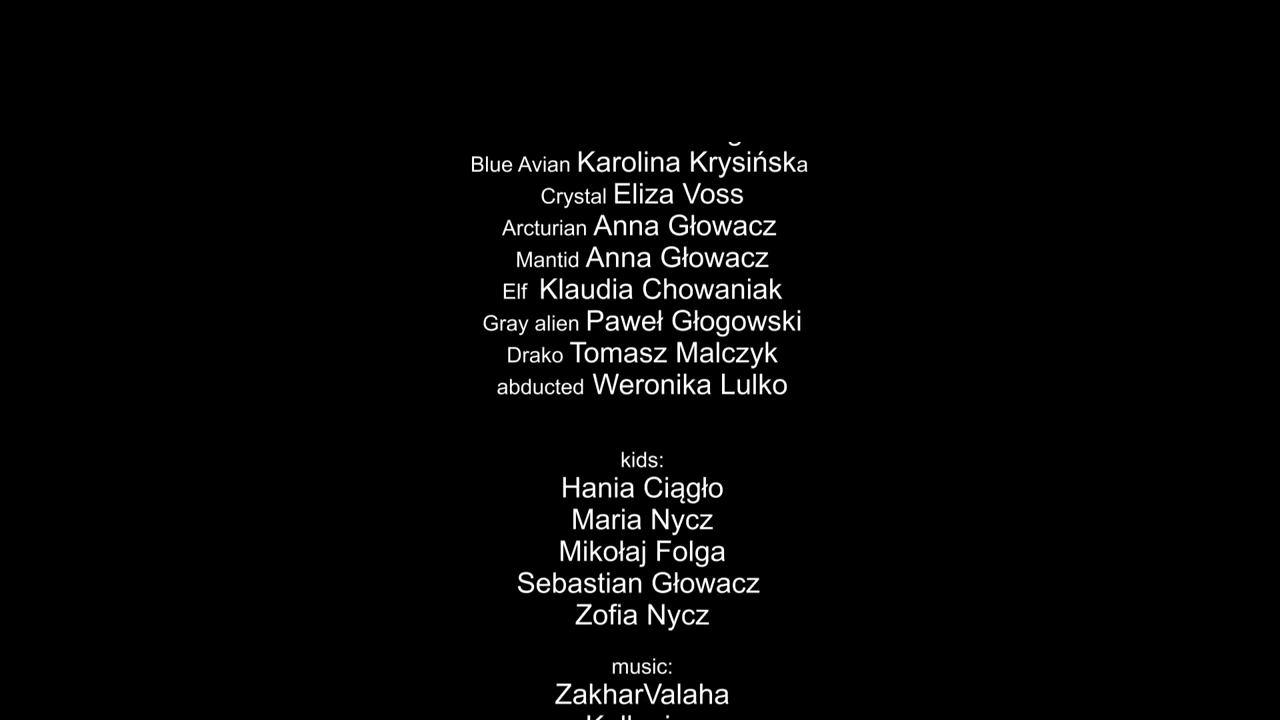 Blue Avian Karolina Krysińska
Crystal Eliza Voss
Arcturian Anna Głowacz
Mantid Anna Głowacz
Elf Klaudia Chowaniak
Gray alien Paweł Głogowski
Drako Tomasz Malczyk
abducted Weronika Lulko
kids:
Hania Ciągło
Maria Nycz
Mikołaj Folga
Sebastian Głowacz
Zofia Nycz
music:
ZakharValaha